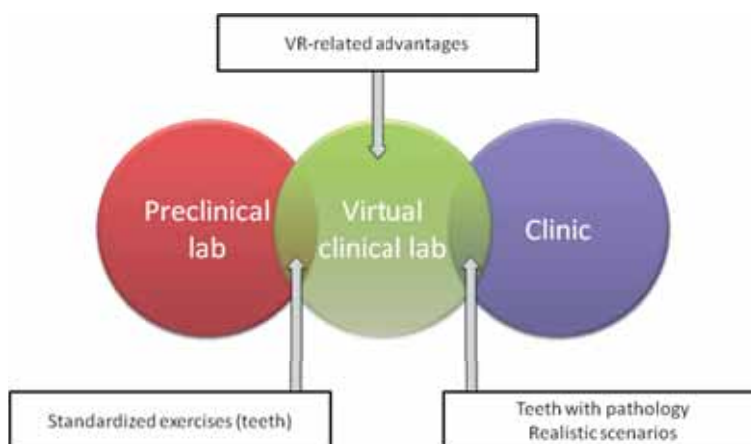 VR-related advantages
Preclinical
lab
Virtual
clinical lab
Clinic
Standardized exercises (teeth)
Teeth with pathology
Realistic scenarios